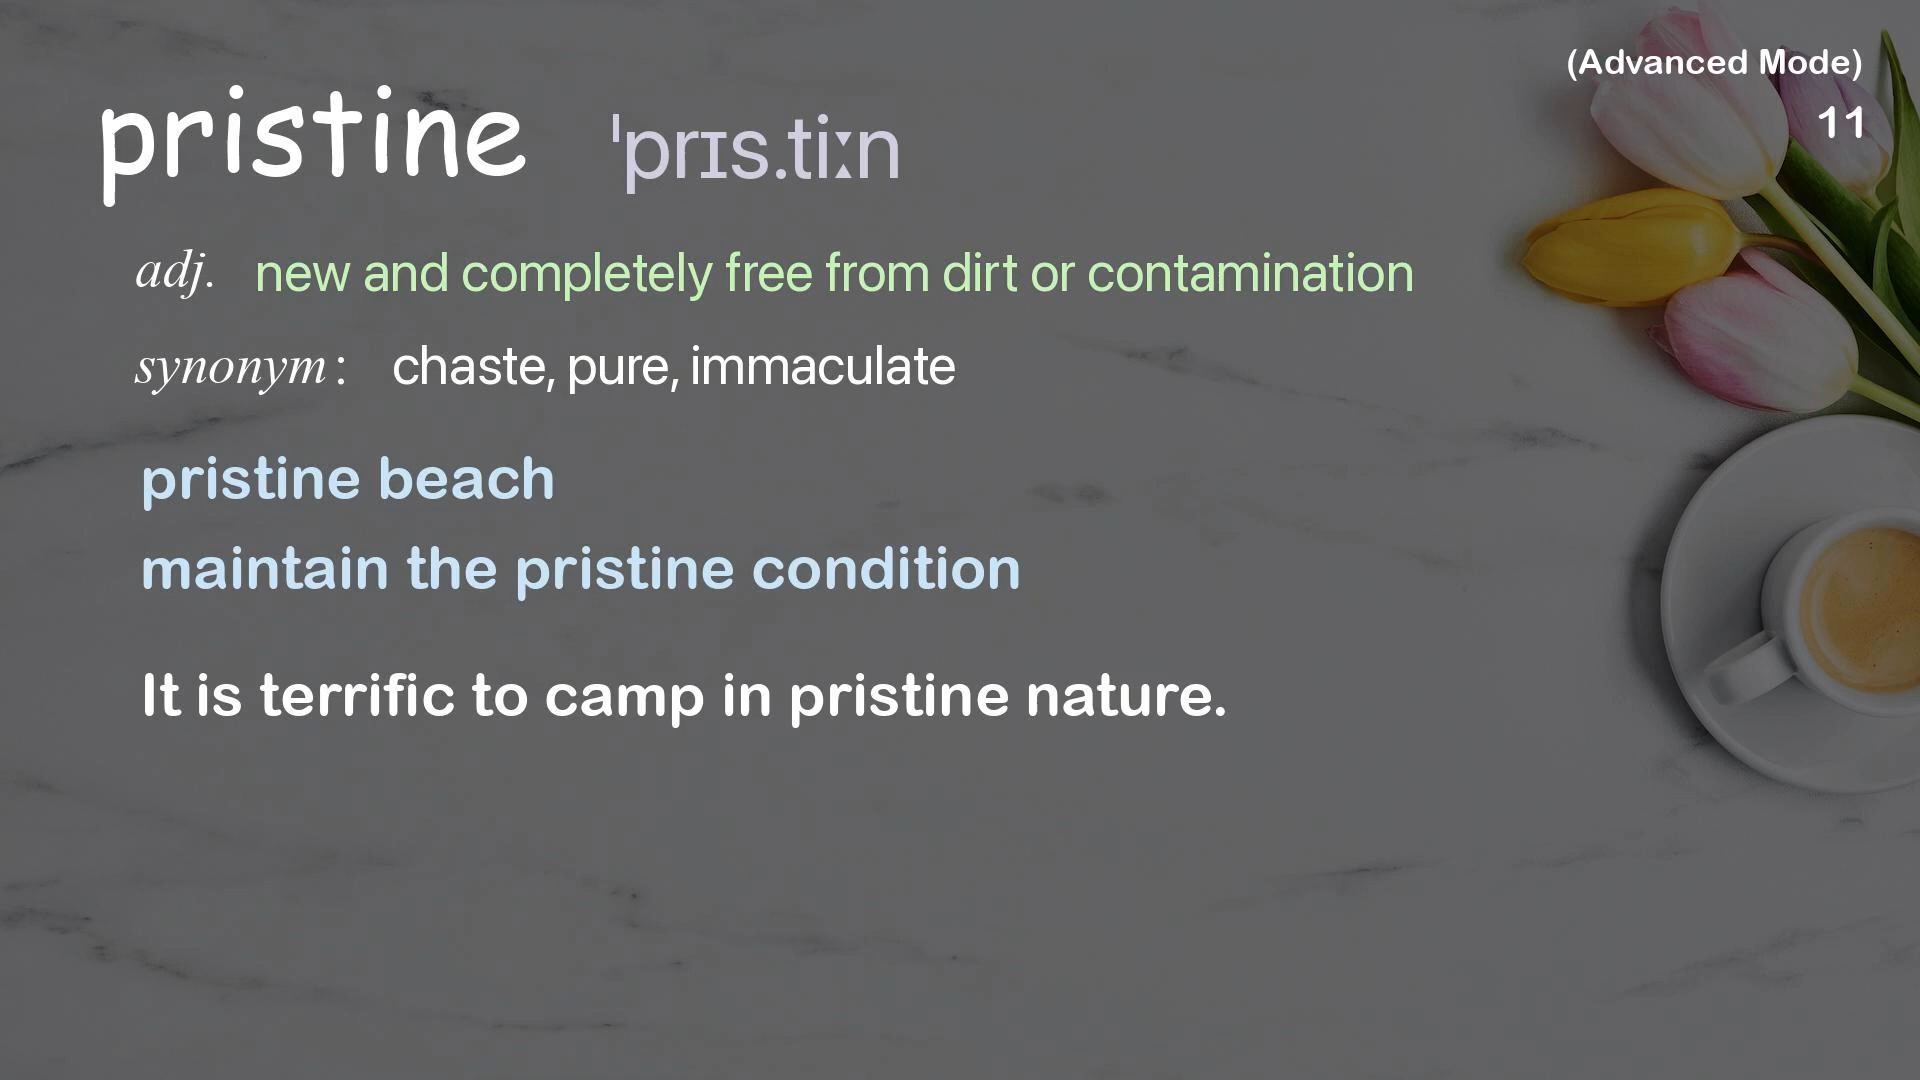 (Advanced Mode)
11
pristine ˈprɪs.tiːn
adj. new and completely free from dirt or contamination
synonym: chaste, pure, immaculate
pristine beach
maintain the pristine condition
It is terrific to camp in pristine nature.